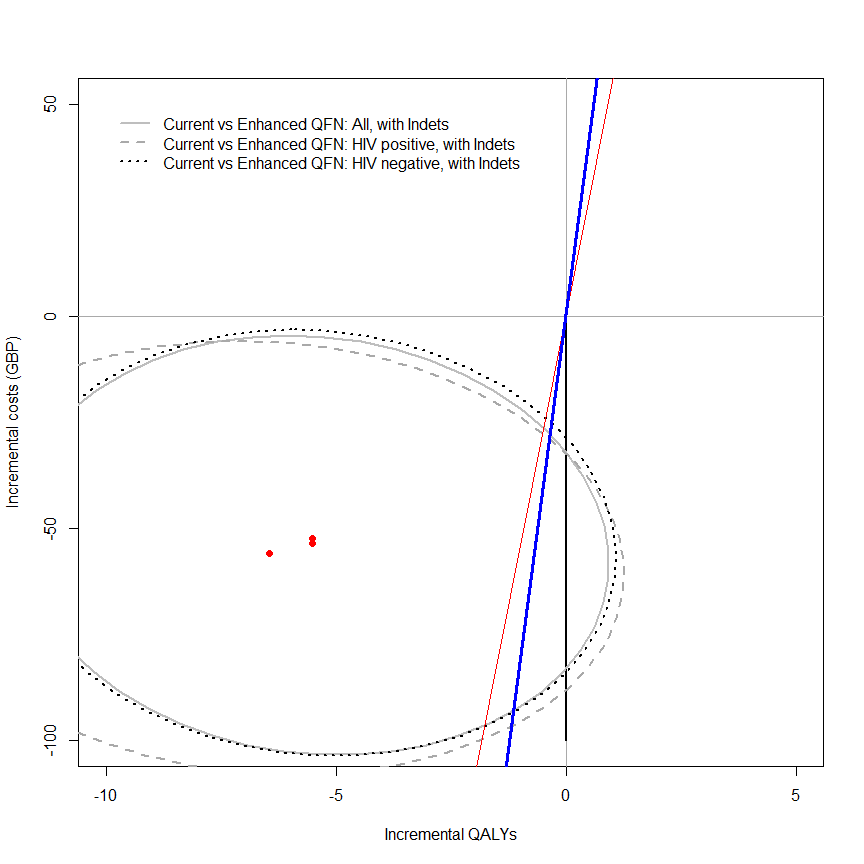 Current vs Enhanced QFN: All, with Indets
Current vs Enhanced QFN: HIV positive, with Indets
Current vs Enhanced QFN: HIV negative, with Indets
50
0
-50
-100
Incremental costs (GBP)
-10
-5
0
5
Incremental QALYs